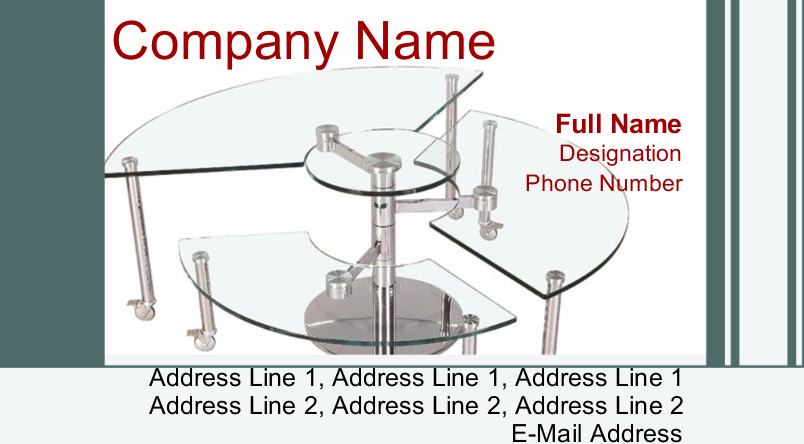 Company Name
Full Name
Designation
Phone Number
Address Line 1, Address Line 1, Address Line 1
Address Line 2, Address Line 2, Address Line 2
E-Mail Address